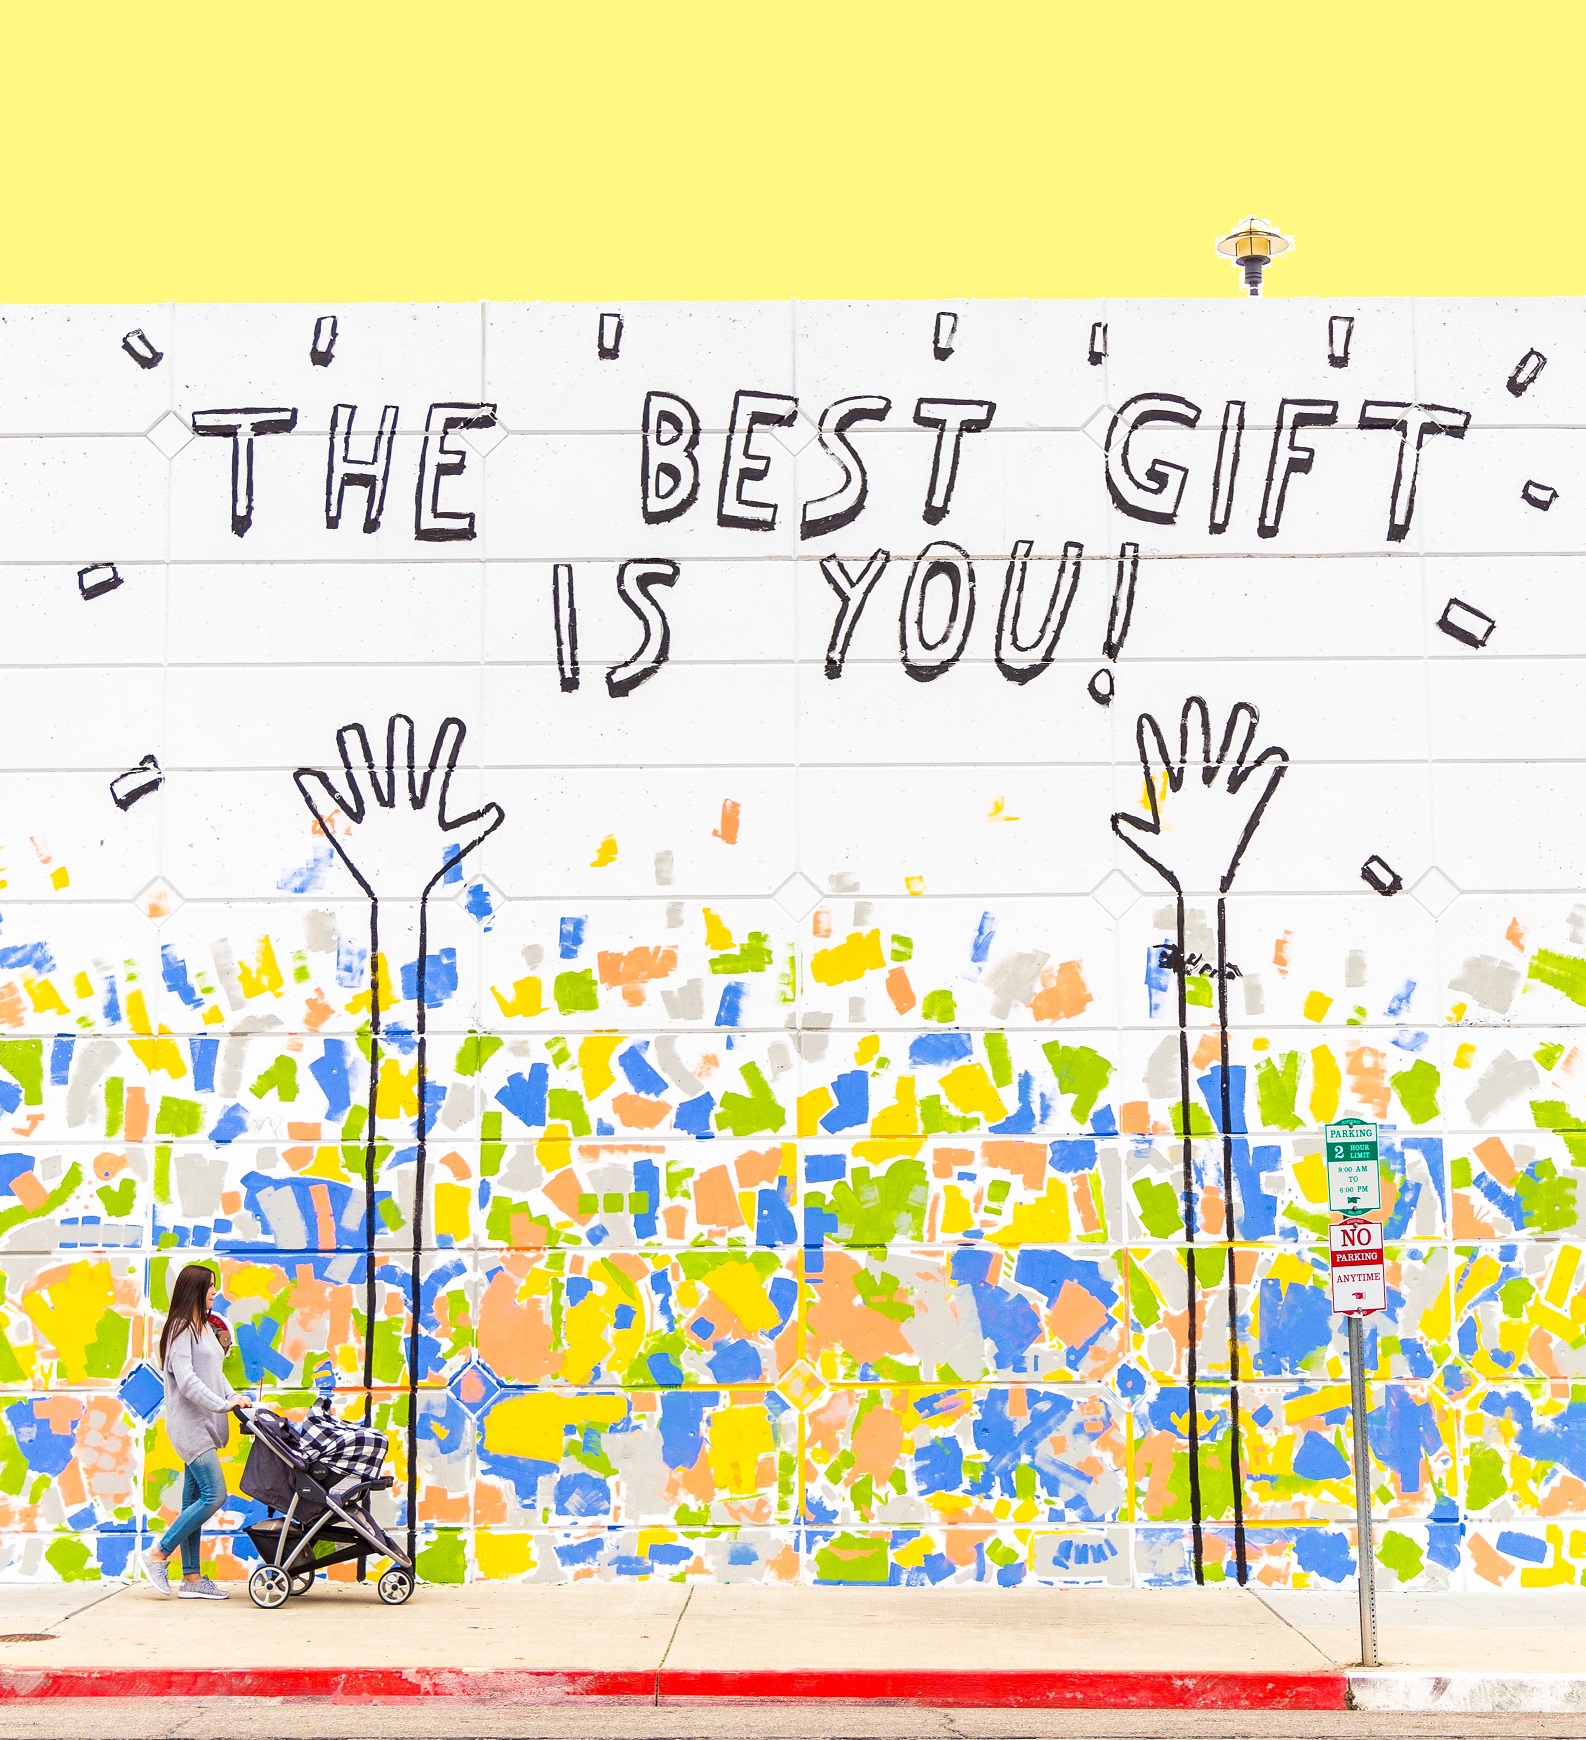 THE BEST GIFT
IS YOU!
PARKING
2 HOUR
LIMIT
9:00 AM
TO
6:00 PM
NO
PARKING
ANYTIME